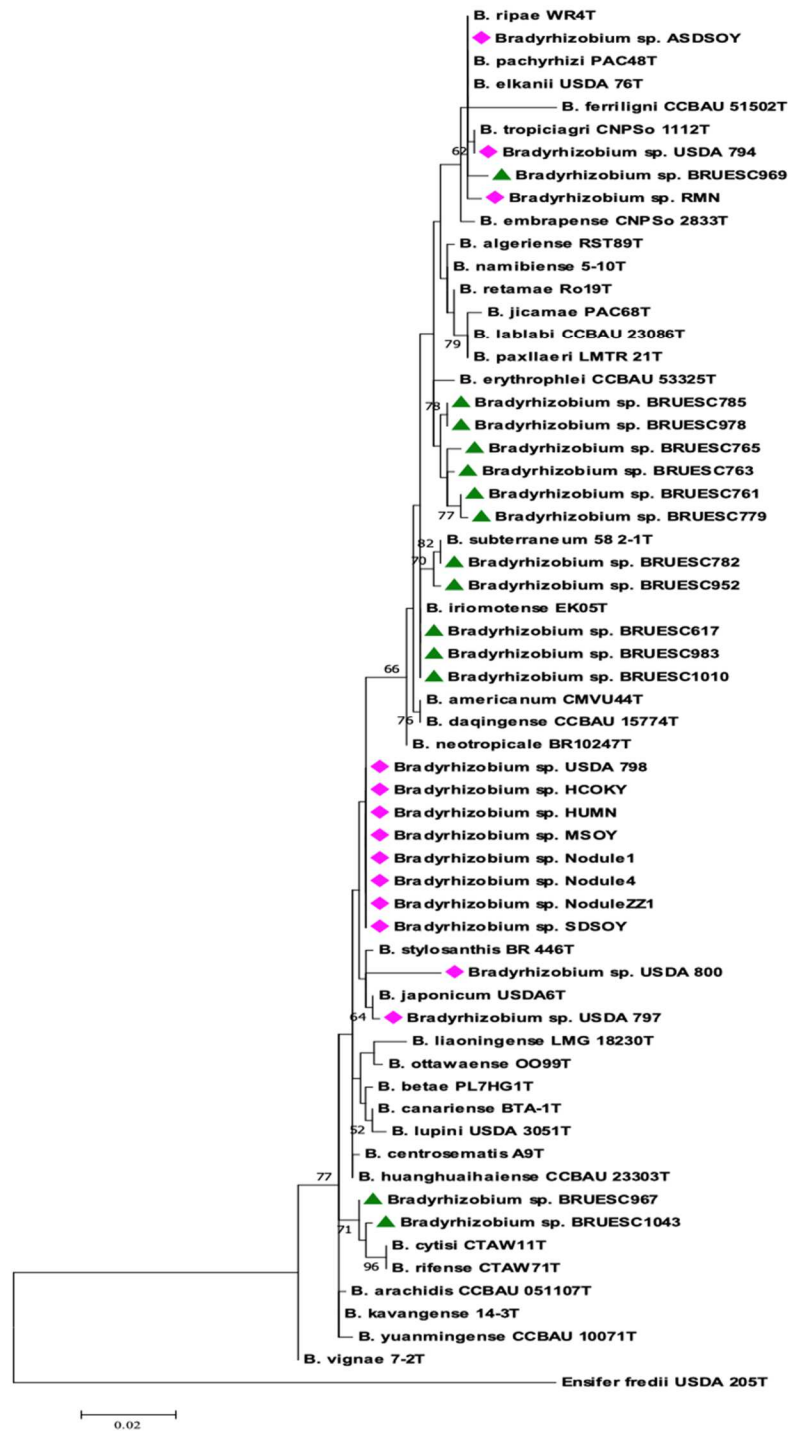 B. ripae WR4T
Bradyrhizobium sp. ASDSOY
B. pachyrhizi PAC48T
B. elkanii USDA 76T
B. ferriligni CCBAU 51502T
B. tropiciagri CNPSo 1112T
62
Bradyrhizobium sp. USDA 794
Bradyrhizobium sp. BRUESC969
Bradyrhizobium sp. RMN
B. embrapense CNPSo 2833T
B. algeriense RST89T
B. namibiense 5-10T
B. retamae Ro19T
B. jicamae PAC68T
B. lablabi CCBAU 23086T
79
B. paxllaeri LMTR 21T
B. erythrophlei CCBAU 53325T
78
Bradyrhizobium sp. BRUESC785
Bradyrhizobium sp. BRUESC978
Bradyrhizobium sp. BRUESC765
Bradyrhizobium sp. BRUESC763
Bradyrhizobium sp. BRUESC761
77
Bradyrhizobium sp. BRUESC779
82
B. subterraneum 58 2-1T
70
Bradyrhizobium sp. BRUESC782
Bradyrhizobium sp. BRUESC952
B. iriomotense EK05T
Bradyrhizobium sp. BRUESC617
Bradyrhizobium sp. BRUESC983
66
Bradyrhizobium sp. BRUESC1010
B. americanum CMVU44T
76
B. daqingense CCBAU 15774T
B. neotropicale BR10247T
Bradyrhizobium sp. USDA 798
Bradyrhizobium sp. HCOKY
Bradyrhizobium sp. HUMN
Bradyrhizobium sp. MSOY
Bradyrhizobium sp. Nodule1
Bradyrhizobium sp. Nodule4
Bradyrhizobium sp. NoduleZZ1
Bradyrhizobium sp. SDSOY
B. stylosanthis BR 446T
Bradyrhizobium sp. USDA 800
B. japonicum USDA6T
64
Bradyrhizobium sp. USDA 797
B. liaoningense LMG 18230T
B. ottawaense OO99T
B. betae PL7HG1T
B. canariense BTA-1T
52
B. lupini USDA 3051T
B. centrosematis A9T
77
B. huanghuaihaiense CCBAU 23303T
Bradyrhizobium sp. BRUESC967
71
Bradyrhizobium sp. BRUESC1043
B. cytisi CTAW11T
96
B. rifense CTAW71T
B. arachidis CCBAU 051107T
B. kavangense 14-3T
B. yuanmingense CCBAU 10071T
B. vignae 7-2T
Ensifer fredii USDA 205T
0.02